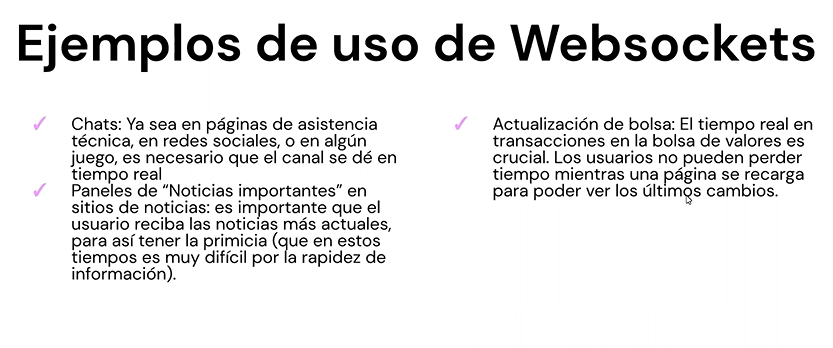 Ejemplos de uso de Websockets
✓ Chats: Ya sea en páginas de asistencia
técnica, en redes sociales, o en algún
juego, es necesario que el canal se dé en
tiempo real
✓ Paneles de “Noticias importantes” en
sitios de noticias: es importante que el
usuario reciba las noticias más actuales,
para así tener la primicia (que en estos
tiempos es muy difícil por la rapidez de
información).
✓ Actualización de bolsa: El tiempo real en
transacciones en la bolsa de valores es
crucial. Los usuarios no pueden perder
tiempo mientras una página se recarga
para poder ver los últimos cambios.